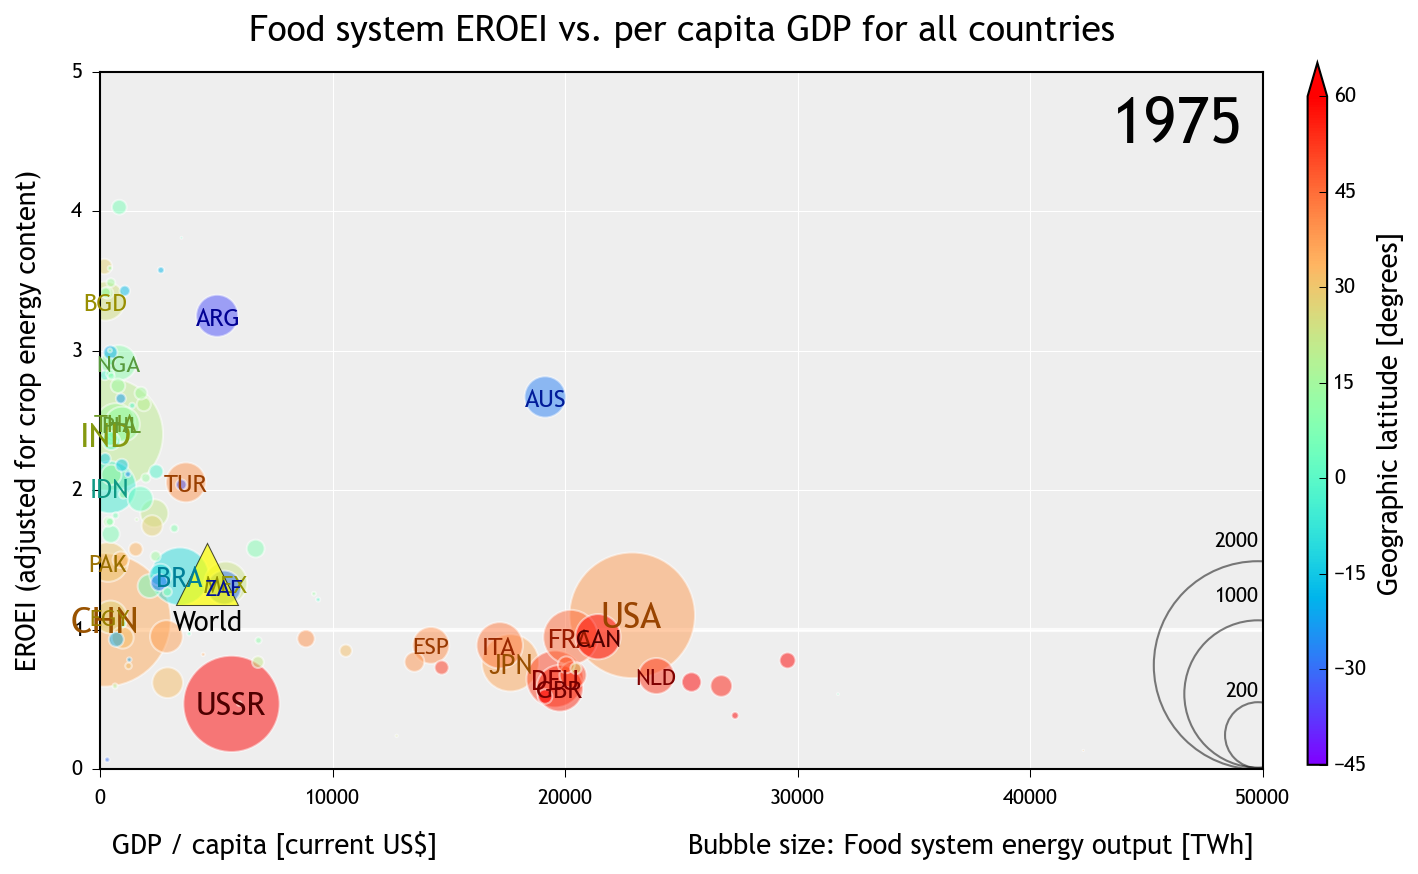 Food system EROEI vs. per capita GDP for all countries
1975
EROEI (adjusted for crop energy content)
5
4
3
2
1
0
BGD
ARG
NGA
AUS
THA
PHL
IND
TUR
IDN
PAK
BRA
MEX
ZAF
EGY
CHN
World
USA
FRA
CAN
ESP
ITA
JPN
DEU
GBR
NLD
USSR
2000
1000
200
0
10000
20000
30000
40000
50000
GDP / capita [current US$]
Bubble size: Food system energy output [TWh]
60
45
30
15
0
−15
−30
−45
Geographic latitude [degrees]